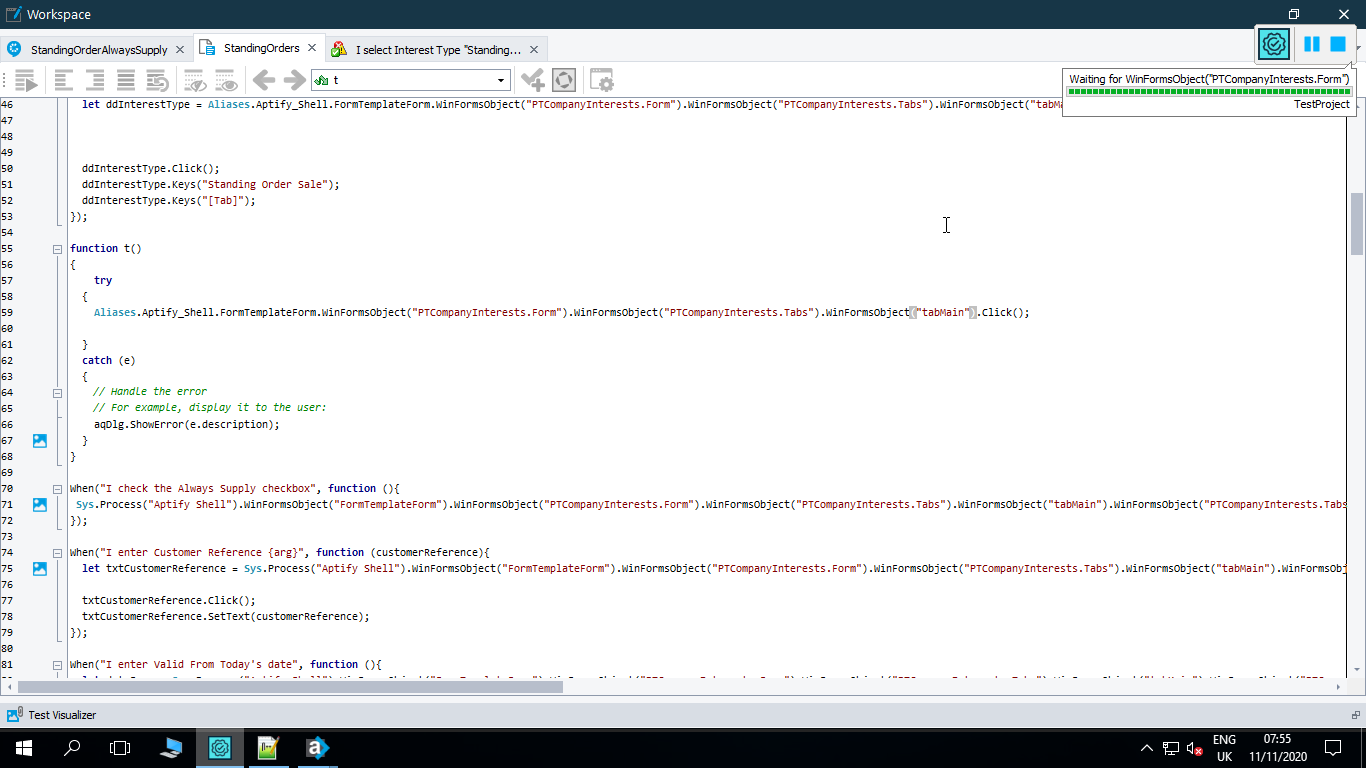 Workspace
StandingOrderAlwaysSupply
StandingOrders
I select Interest Type "Standing...
t
Waiting for WinFormsObject("PTCompanyInterests.Form")
TestProject
46 let ddInterestType = Aliases.Aptify_Shell.FormTemplateForm.WinFormsObject("PTCompanyInterests.Form").WinFormsObject("PTCompanyInterests.Tabs").WinFormsObject("tabMa
47
48
49
50 ddInterestType.Click();
51 ddInterestType.Keys("Standing Order Sale");
52 ddInterestType.Keys("[Tab]");
53 });
54
55 function t()
56 {
57 try
58 {
59 Aliases.Aptify_Shell.FormTemplateForm.WinFormsObject("PTCompanyInterests.Form").WinFormsObject("PTCompanyInterests.Tabs").WinFormsObject("tabMain").Click();
60
61 }
62 catch (e)
63 {
64 // Handle the error
65 // For example, display it to the user:
66 aqDlg.ShowError(e.description);
67 }
68 }
69
70 When("I check the Always Supply checkbox", function (){
71 Sys.Process("Aptify Shell").WinFormsObject("FormTemplateForm").WinFormsObject("PTCompanyInterests.Form").WinFormsObject("PTCompanyInterests.Tabs").WinFormsObject("tabMain").WinFormsObject("PTCompanyInterests.Tabs
72 });
73
74 When("I enter Customer Reference {arg}", function (customerReference){
75 let txtCustomerReference = Sys.Process("Aptify Shell").WinFormsObject("FormTemplateForm").WinFormsObject("PTCompanyInterests.Form").WinFormsObject("PTCompanyInterests.Tabs").WinFormsObject("tabMain").WinFormsObj
76
77 txtCustomerReference.Click();
78 txtCustomerReference.SetText(customerReference);
79 });
80
81 When("I enter Valid From Today's date", function (){
Test Visualizer
ENG
UK
07:55
11/11/2020